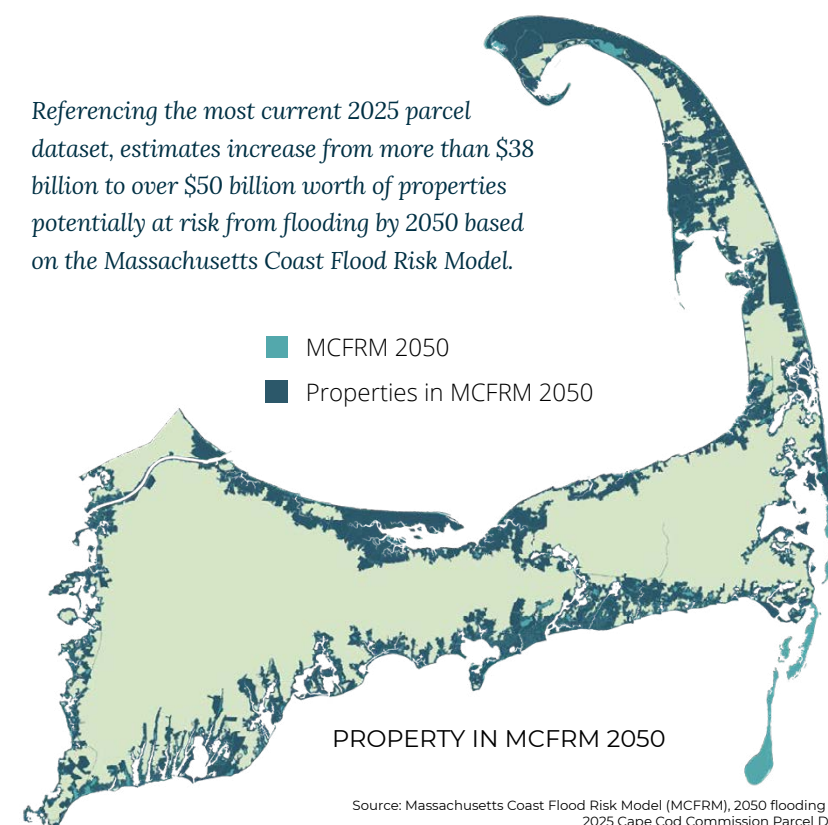 Referencing the most current 2025 parcel
dataset, estimates increase from more than $38
billion to over $50 billion worth of properties
potentially at risk from flooding by 2050 based
on the Massachusetts Coast Flood Risk Model.
MCFRM 2050
Properties in MCFRM 2050
PROPERTY IN MCFRM 2050
Source: Massachusetts Coast Flood Risk Model (MCFRM), 2050 flooding
2025 Cape Cod Commission Parcel D